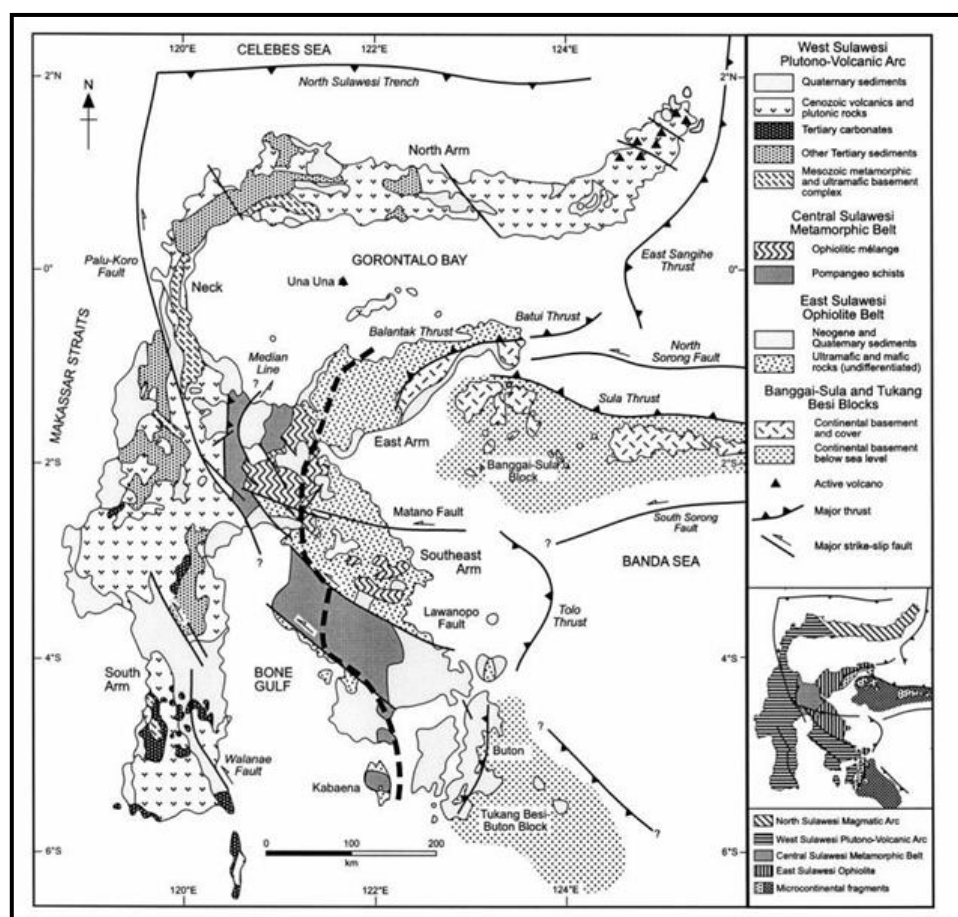 120°E
CELEBES SEA
122°E
124°E
2°N
2°N
North Sulawesi Trench
N
North Arm
Palu-Koro
Fault
GORONTALO BAY
East Sangihe
Thrust
0°
0°
Neck
Una Una
Batui Thrust
Balantak Thrust
North
Sorong Fault
MAKASSAR STRAITS
Median
Line
?
Sula Thrust
East Arm
2°S
2°S
Banggai-Sula
Block
Matano Fault
South Sorong Fault
?
?
Southeast
Arm
BANDA SEA
Lawanopo
Fault
Tolo
Thrust
4°S
4°S
South
Arm
BONE
GULF
?
Buton
Walanae
Fault
Kabaena
Tukang Besi-
Buton Block
?
6°S
6°S
0
100
200
km
120°E
122°E
124°E
West Sulawesi
Plutono-Volcanic Arc
Quaternary sediments
Cenozoic volcanics and
plutonic rocks
Tertiary carbonates
Other Tertiary sediments
Mesozoic metamorphic
and ultramafic basement
complex
Central Sulawesi
Metamorphic Belt
Ophiolitic mélange
Pompangeo schists
East Sulawesi
Ophiolite Belt
Neogene and
Quaternary sediments
Ultramafic and mafic
rocks (undifferentiated)
Banggai-Sula and Tukang
Besi Blocks
Continental basement
and cover
Continental basement
below sea level
Active volcano
Major thrust
Major strike-slip fault
North Sulawesi Magmatic Arc
West Sulawesi Plutono-Volcanic Arc
Central Sulawesi Metamorphic Belt
East Sulawesi Ophiolite
Microcontinental fragments